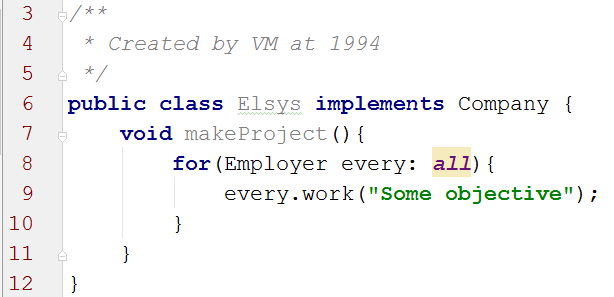 3 /**
4  * Created by VM at 1994
5  */
6 public class Elsys implements Company {
7     void makeProject(){
8         for(Employer every: all){
9             every.work("Some objective");
10         }
11     }
12 }